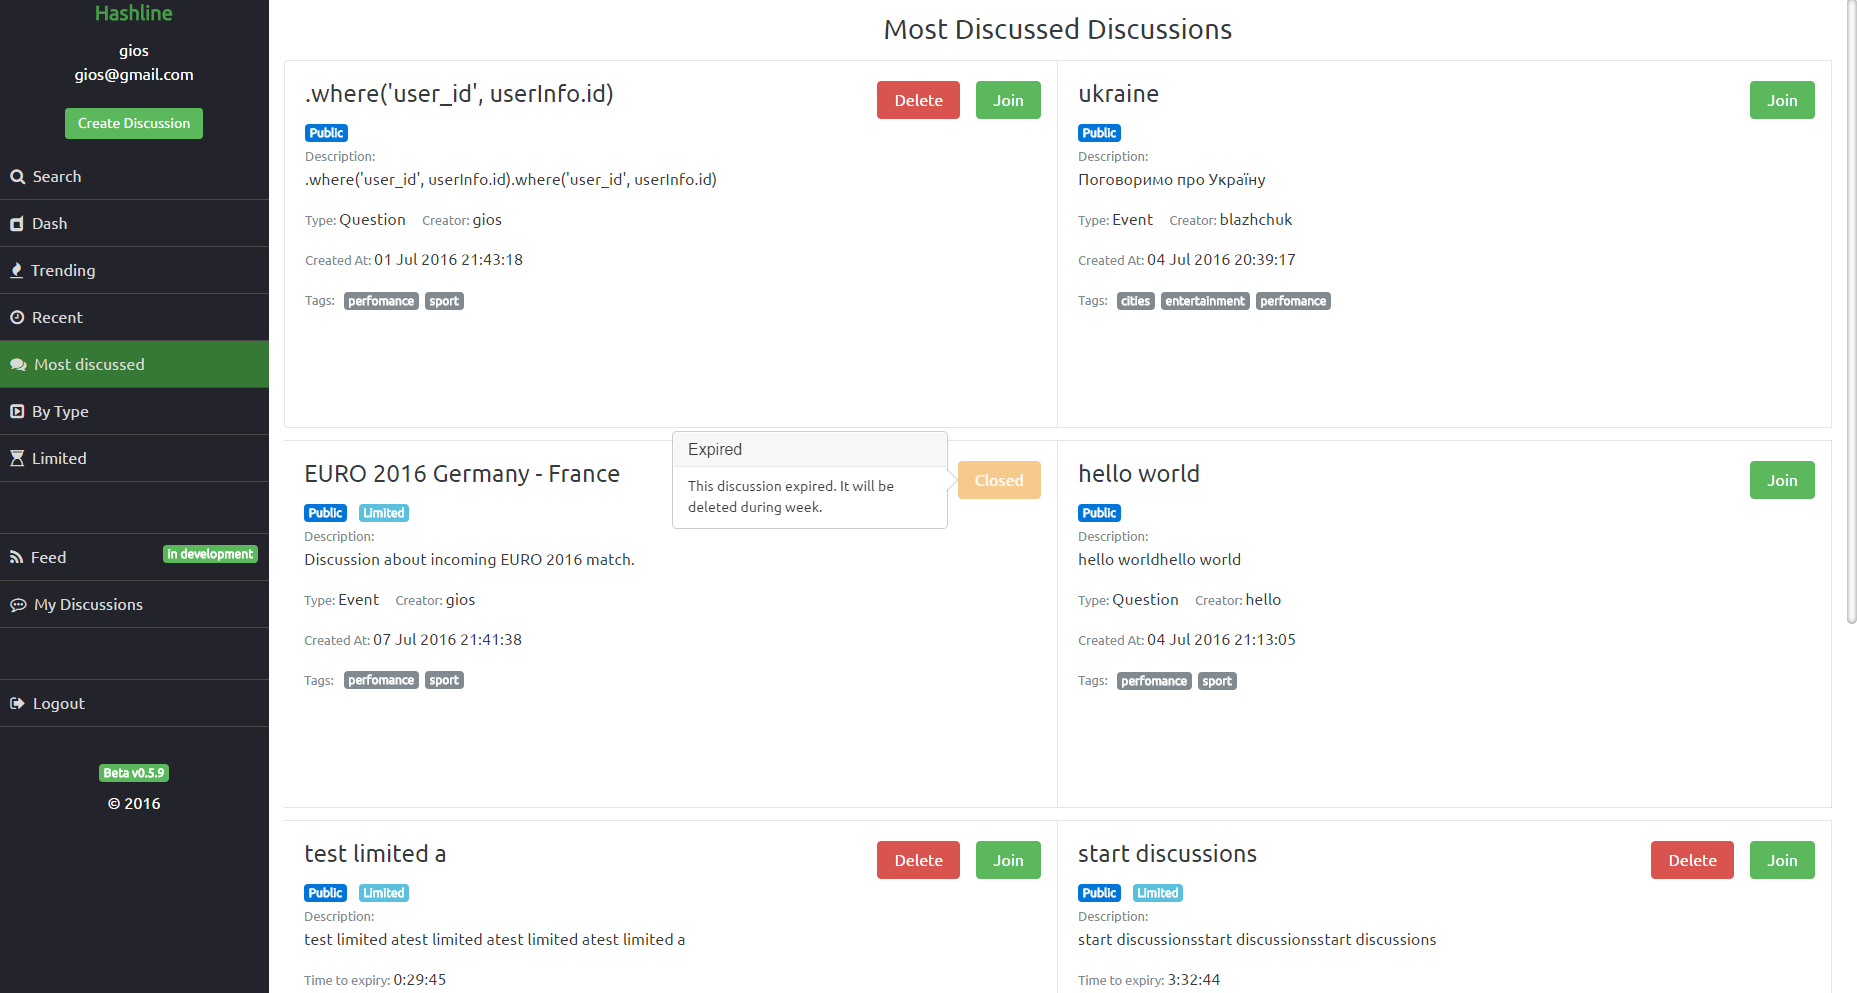 Hashline
gios
gios@gmail.com
Create Discussion
Search
Dash
Trending
Recent
Most discussed
By Type
Limited
Feed
In development
My Discussions
Logout
Beta v0.5.9
© 2016
Most Discussed Discussions
.where('user_id', userInfo.id)
Delete
Join
Public
Description:
.where('user_id', userInfo.id).where('user_id', userInfo.id)
Type: Question Creator: gios
Created At: 01 Jul 2016 21:43:18
Tags: perfomance sport
ukraine
Join
Public
Description:
Поговоримо про Україну
Type: Event Creator: blazhchuk
Created At: 04 Jul 2016 20:39:17
Tags: cities entertainment perfomance
EURO 2016 Germany - France
Expired
This discussion expired. It will be
deleted during week.
Closed
Public Limited
Description:
Discussion about incoming EURO 2016 match.
Type: Event Creator: gios
Created At: 07 Jul 2016 21:41:38
Tags: perfomance sport
hello world
Join
Public
Description:
hello worldhello world
Type: Question Creator: hello
Created At: 04 Jul 2016 21:13:05
Tags: perfomance sport
test limited a
Delete
Join
Public Limited
Description:
test limited atest limited atest limited atest limited a
Time to expiry: 0:29:45
start discussions
Delete
Join
Public Limited
Description:
start discussionsstart discussionsstart discussions
Time to expiry: 3:32:44